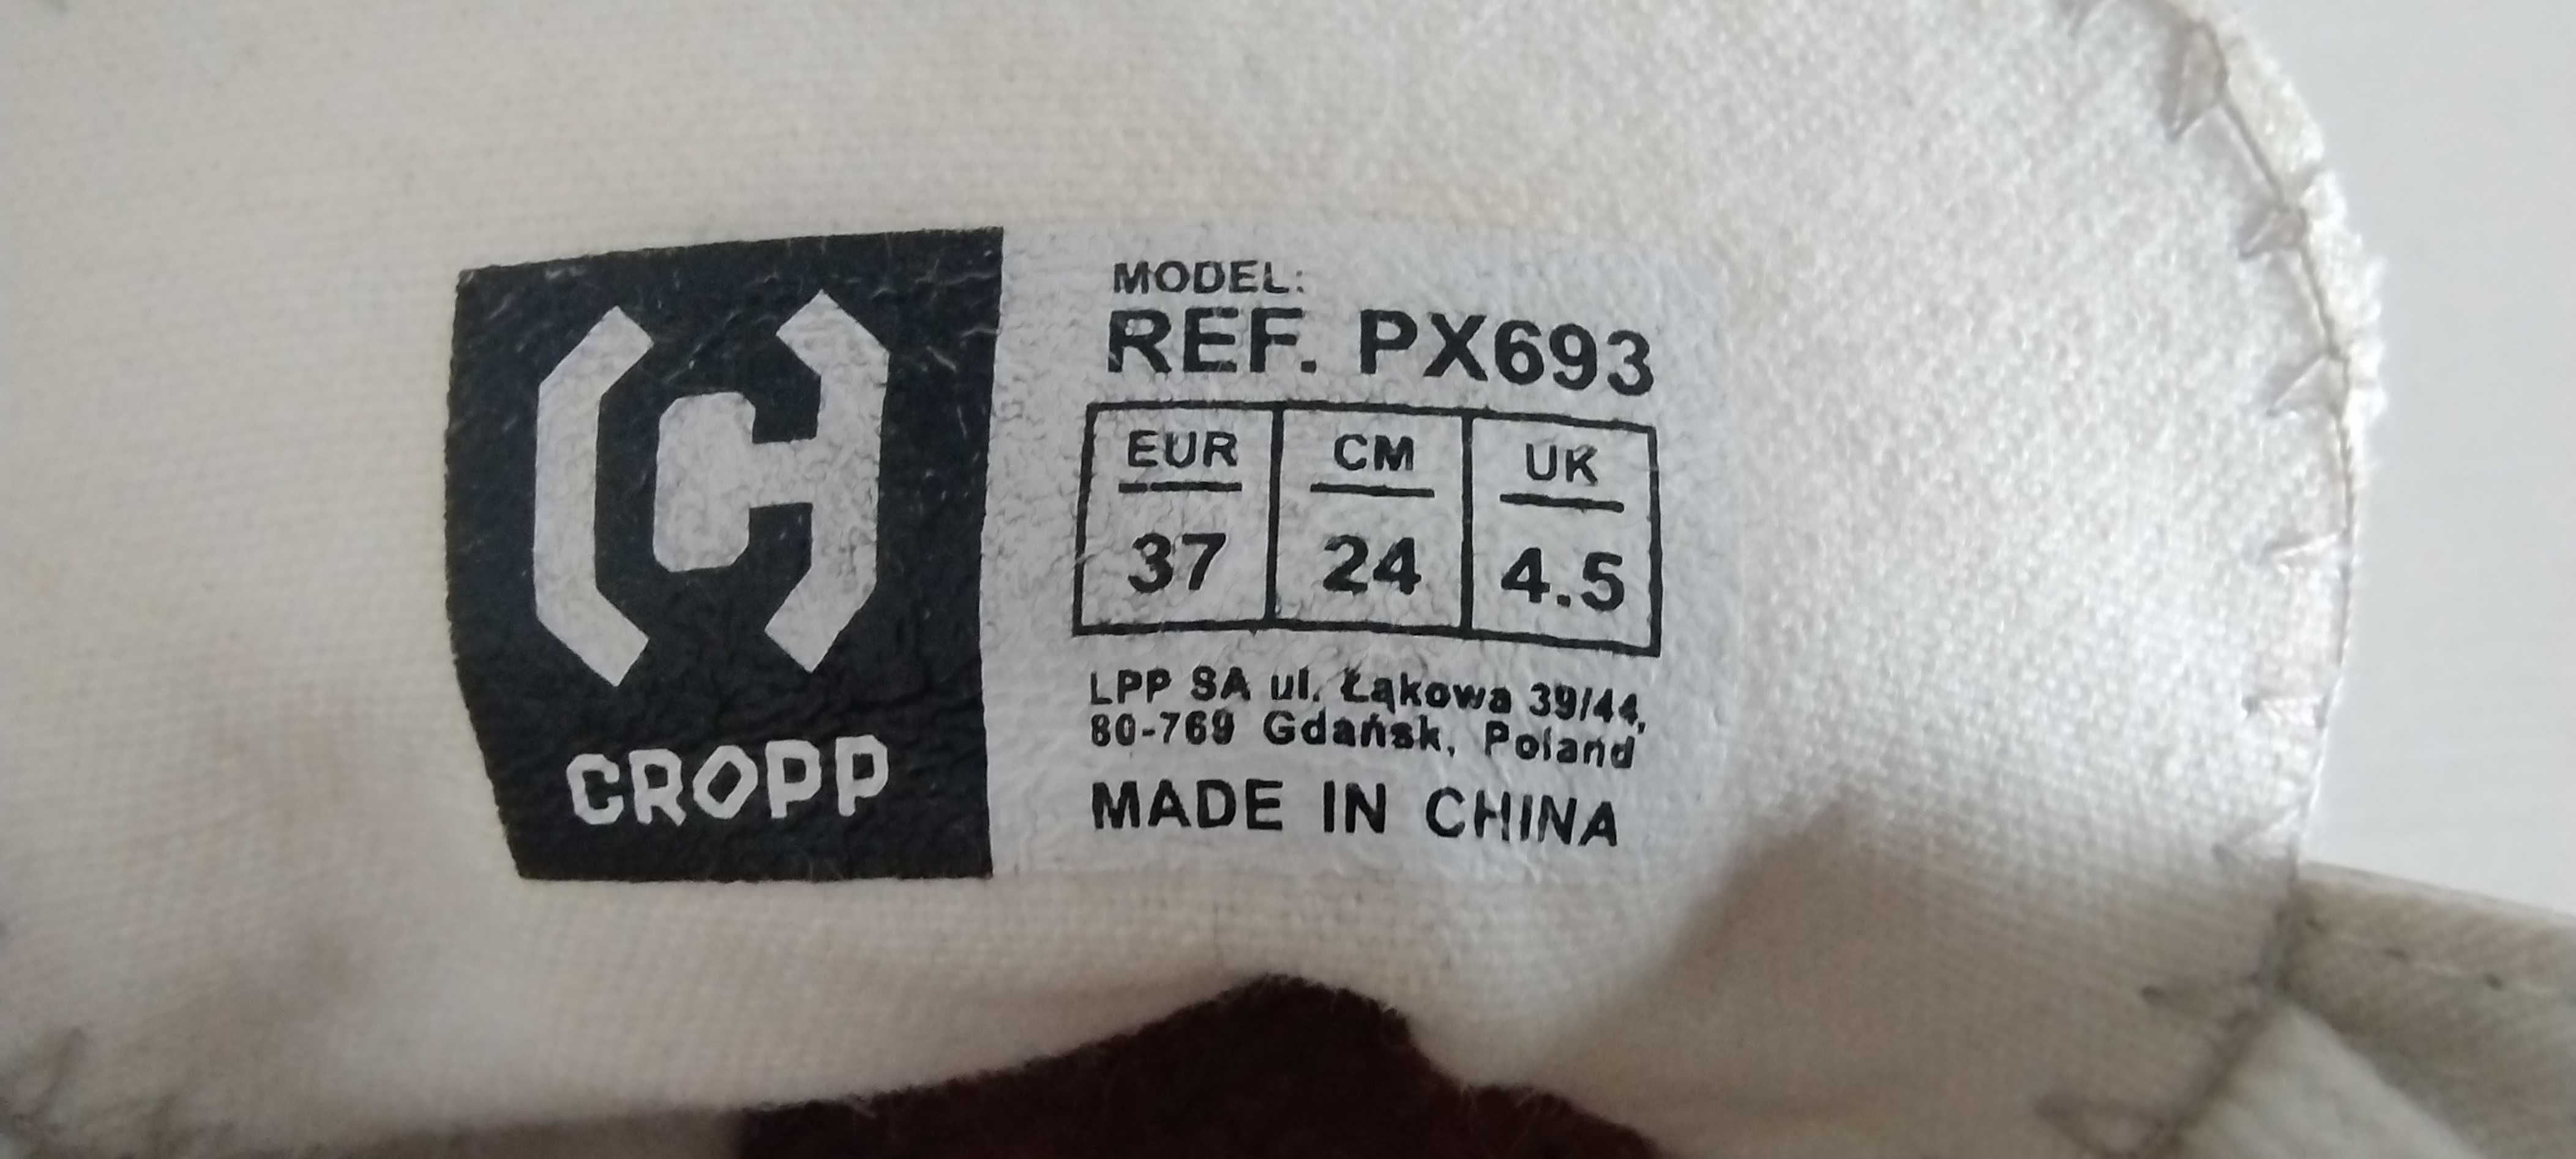 CROPP
MODEL:
REF. PX693
EUR CM UK
37 24 4.5
LPP SA ul. Łąkowa 39/44,
80-769 Gdańsk, Poland
MADE IN CHINA